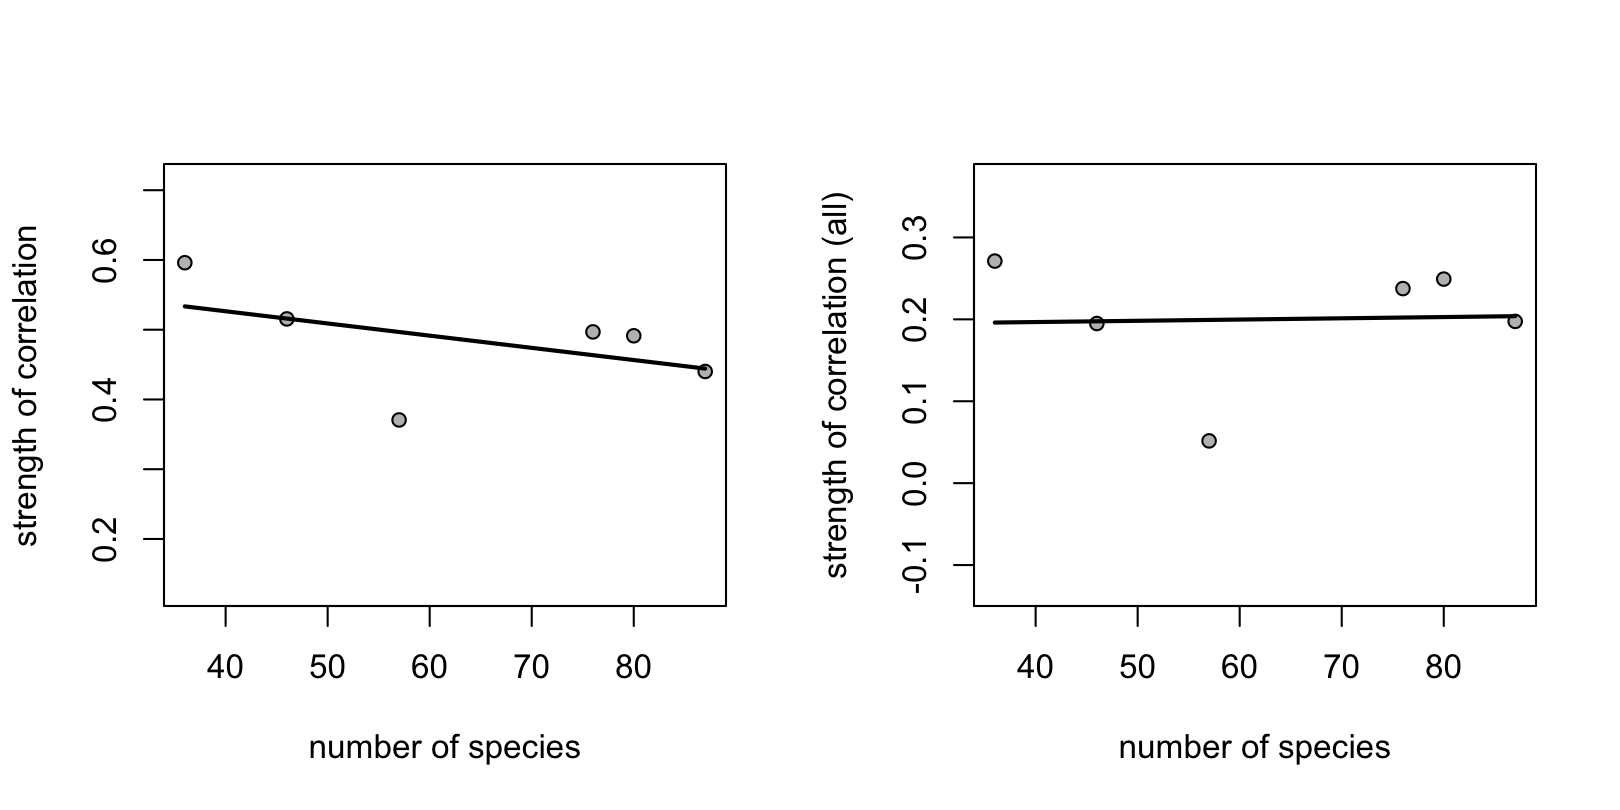 strength of correlation
0.6
0.4
0.2
40 50 60 70 80
number of species
strength of correlation (all)
0.3
0.2
0.1
0.0
-0.1
40 50 60 70 80
number of species